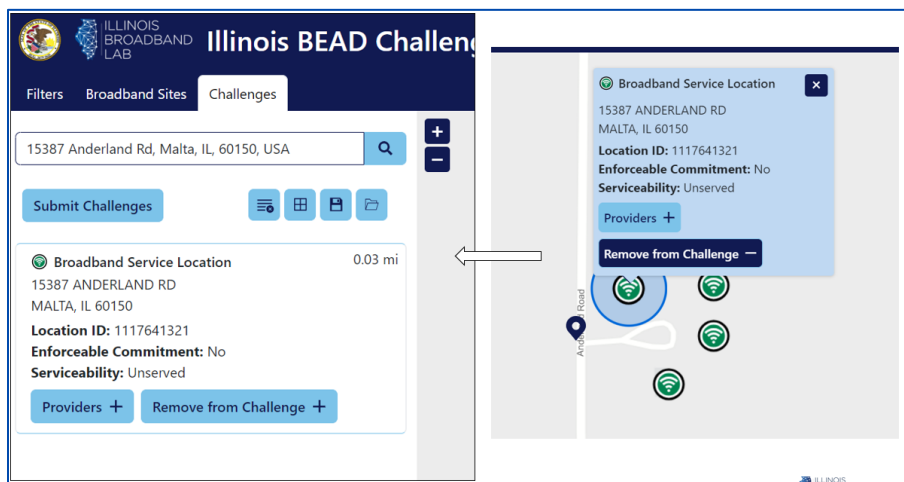 ILLINOIS
BROADBAND
LAB
Illinois BEAD Challen
Filters Broadband Sites Challenges
15387 Anderland Rd, Malta, IL, 60150, USA
Submit Challenges
Broadband Service Location 0.03 mi
15387 ANDERLAND RD
MALTA, IL 60150
Location ID: 1117641321
Enforceable Commitment: No
Serviceability: Unserved
Providers +
Remove from Challenge +
Broadband Service Location
15387 ANDERLAND RD
MALTA, IL 60150
Location ID: 1117641321
Enforceable Commitment: No
Serviceability: Unserved
Providers +
Remove from Challenge −
Road
ILLINOIS